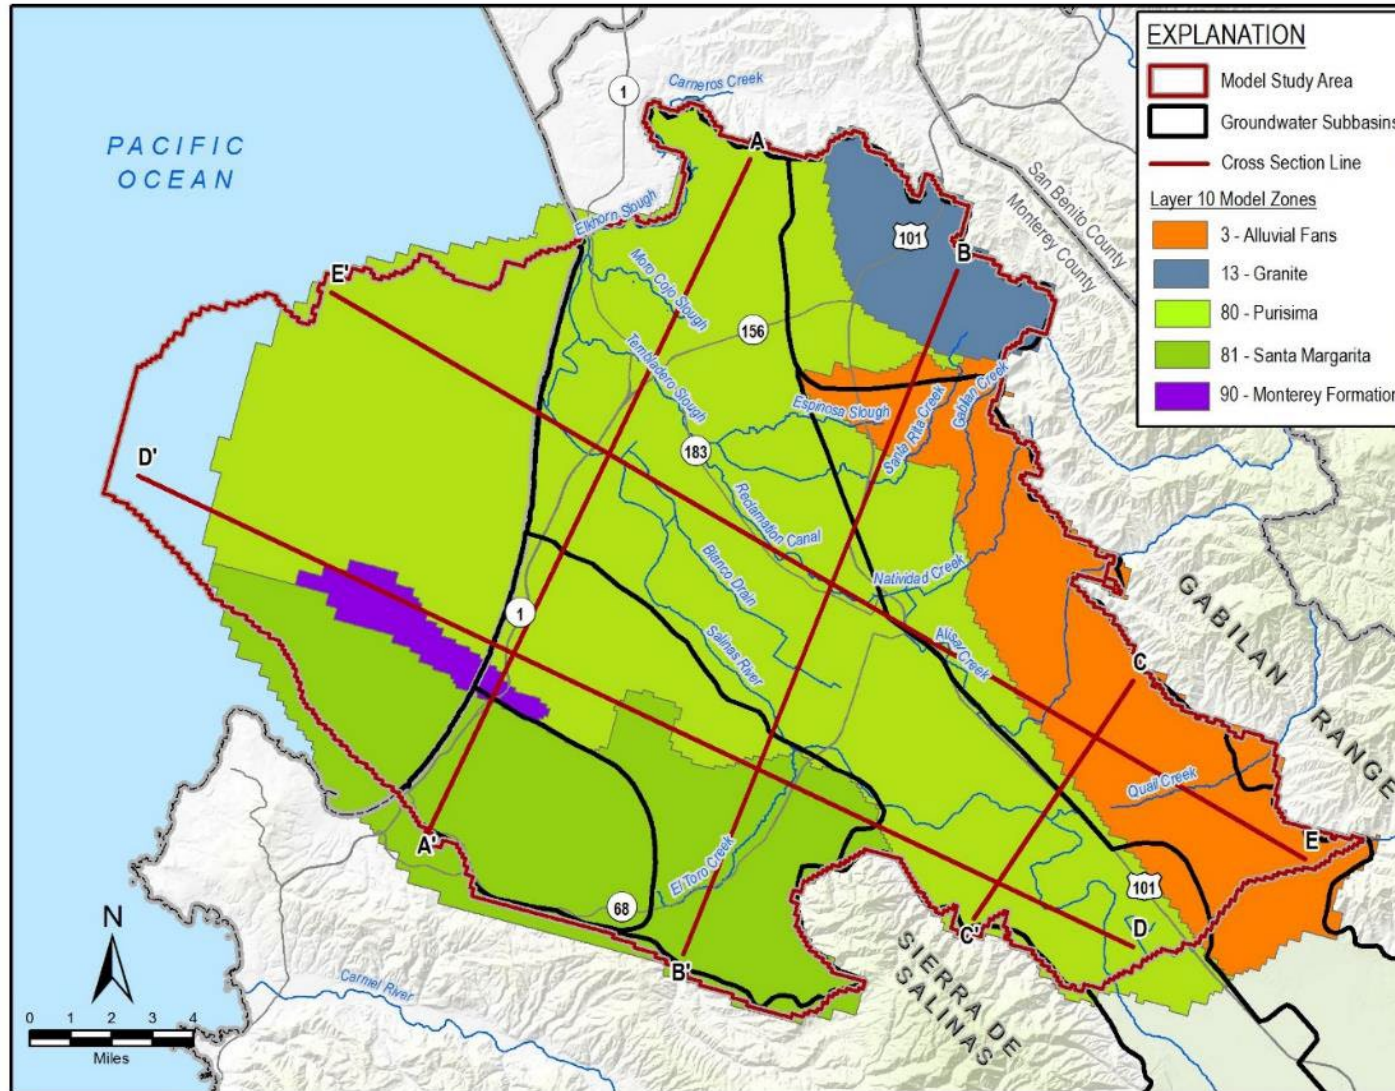 EXPLANATION
Model Study Area
Groundwater Subbasins
Cross Section Line
Layer 10 Model Zones
3 - Alluvial Fans
13 - Granite
80 - Purisima
81 - Santa Margarita
90 - Monterey Formation
PACIFIC
OCEAN
1
Carneros Creek
A
San Benito County
Monterey County
101
B
Elkhorn Slough
E'
Moro Cojo Slough
156
Tembladero Slough
Espinosa Slough
Santa Rita Creek
Gabilan Creek
183
D'
Reclamation Canal
Blanco Drain
Natividad Creek
GABILAN
RANGE
1
Salinas River
Alisal Creek
C
Quail Creek
A'
E
El Toro Creek
101
68
D
C'
B'
SIERRA DE
SALINAS
Carmel River
N
0 1 2 3 4
Miles